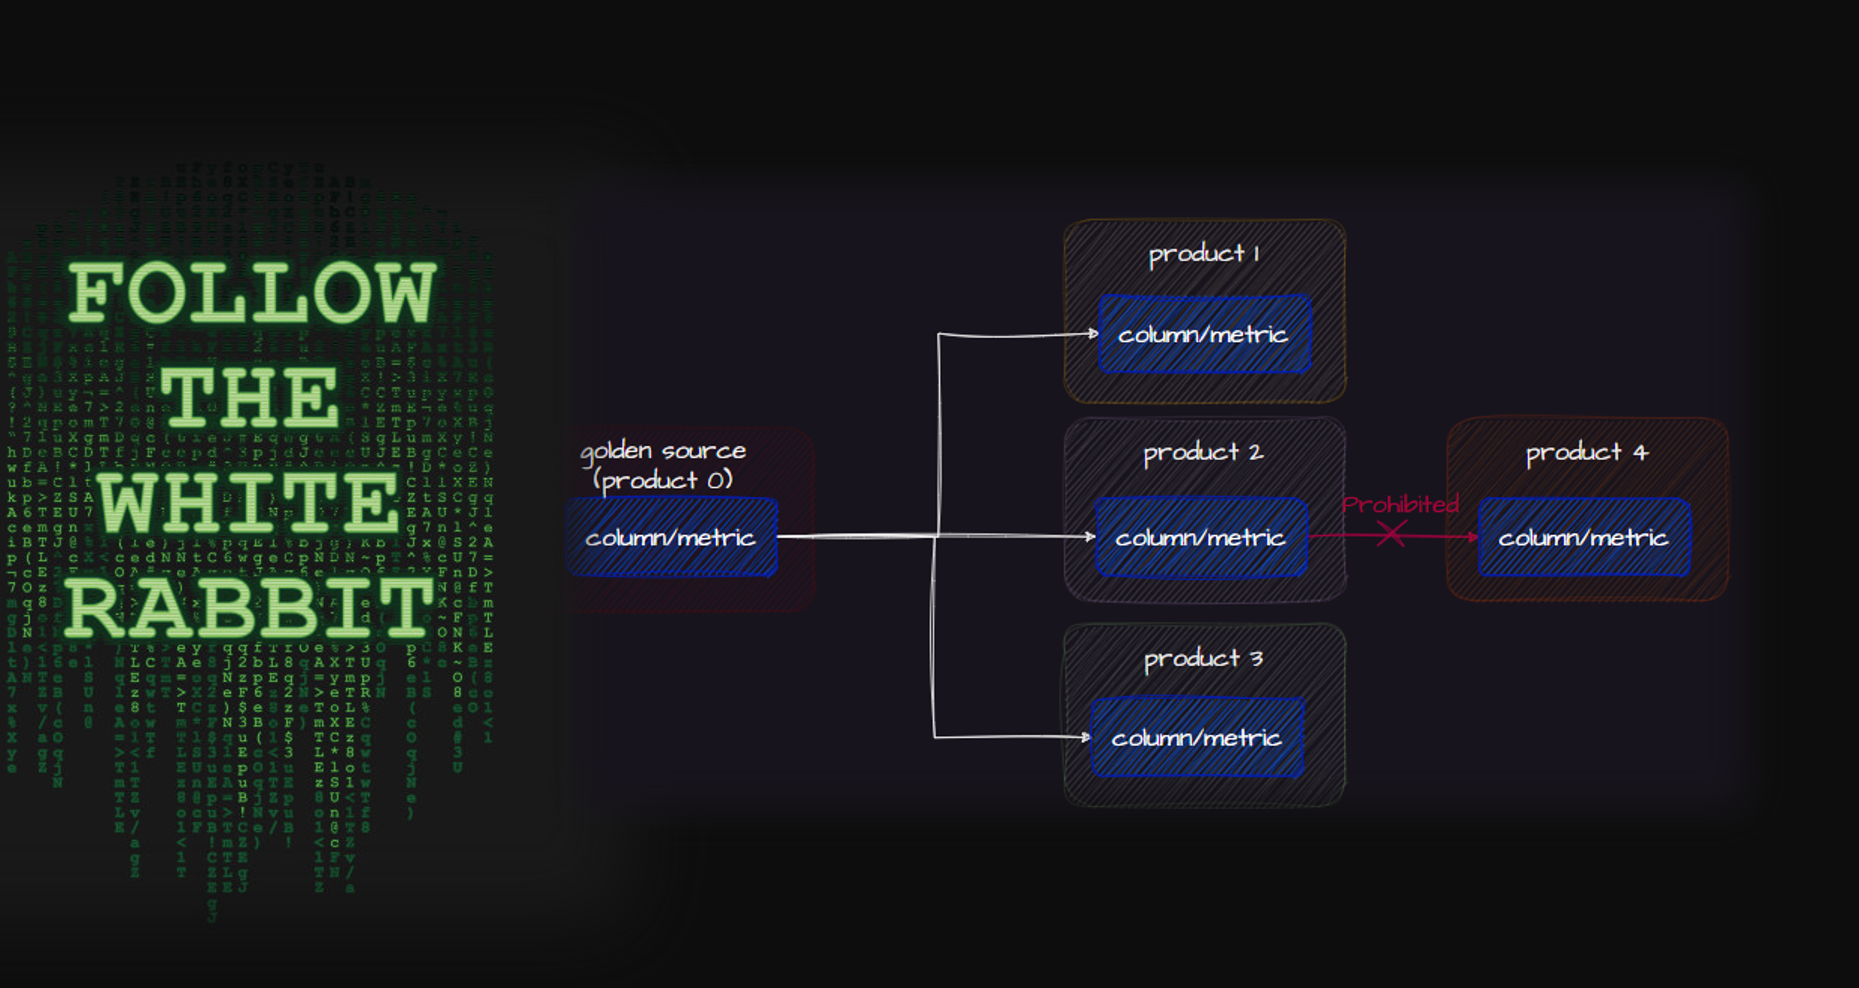 FOLLOW
THE
WHITE
RABBIT
golden source
(product 0)
column/metric
product 1
column/metric
product 2
column/metric
product 3
column/metric
Prohibited
product 4
column/metric